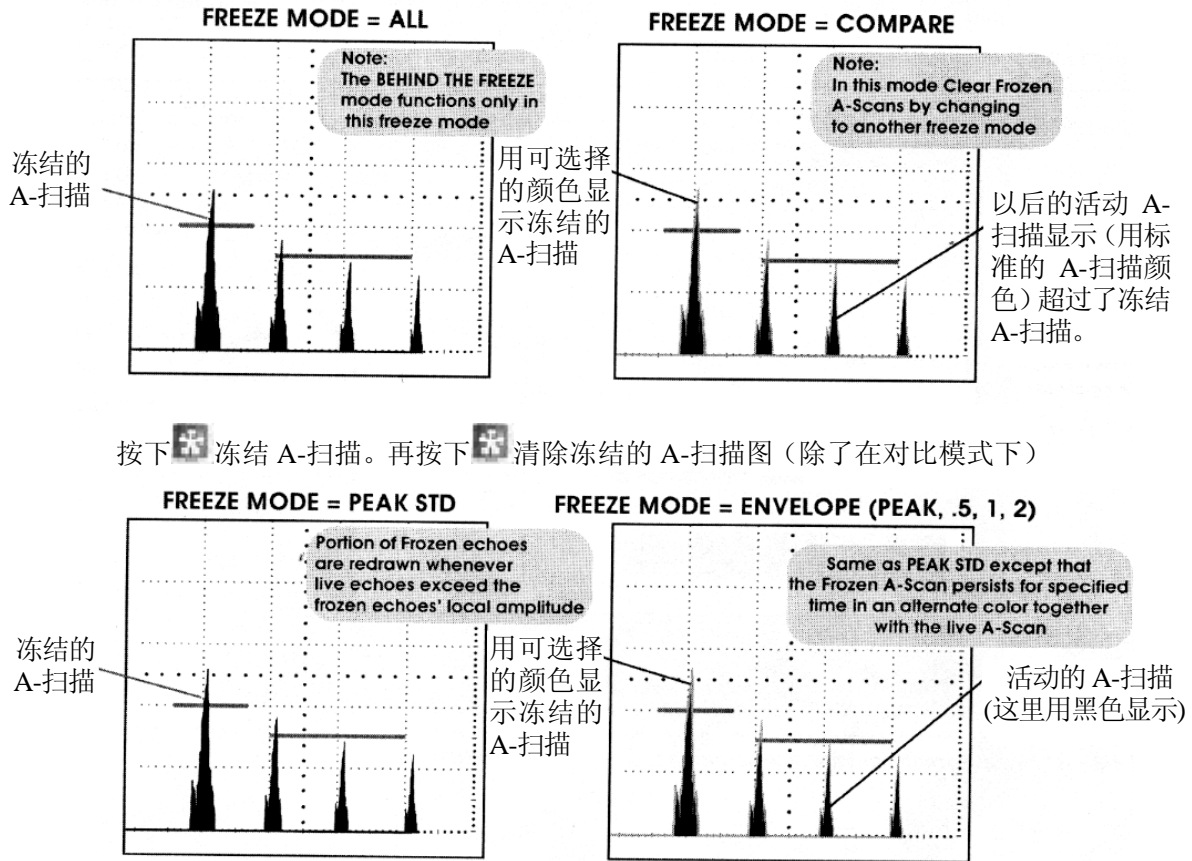 FREEZE MODE = ALL
Note:
The BEHIND THE FREEZE
mode functions only in
this freeze mode
冻结的
A-扫描
FREEZE MODE = COMPARE
Note:
In this mode Clear Frozen
A-Scans by changing
to another freeze mode
用可选择
的颜色显
示冻结的
A-扫描
以后的活动 A-
扫描显示（用标
准的 A-扫描颜
色）超过了冻结
A-扫描。
按下 冻结 A-扫描。再按下 清除冻结的 A-扫描图（除了在对比模式下）
FREEZE MODE = PEAK STD
Portion of Frozen echoes
are redrawn whenever
live echoes exceed the
frozen echoes' local amplitude
冻结的
A-扫描
FREEZE MODE = ENVELOPE (PEAK, .5, 1, 2)
Same as PEAK STD except that
the Frozen A-Scan persists for specified
time in an alternate color together
with the live A-Scan
用可选择
的颜色显
示冻结的
A-扫描
活动的 A-扫描
(这里用黑色显示)